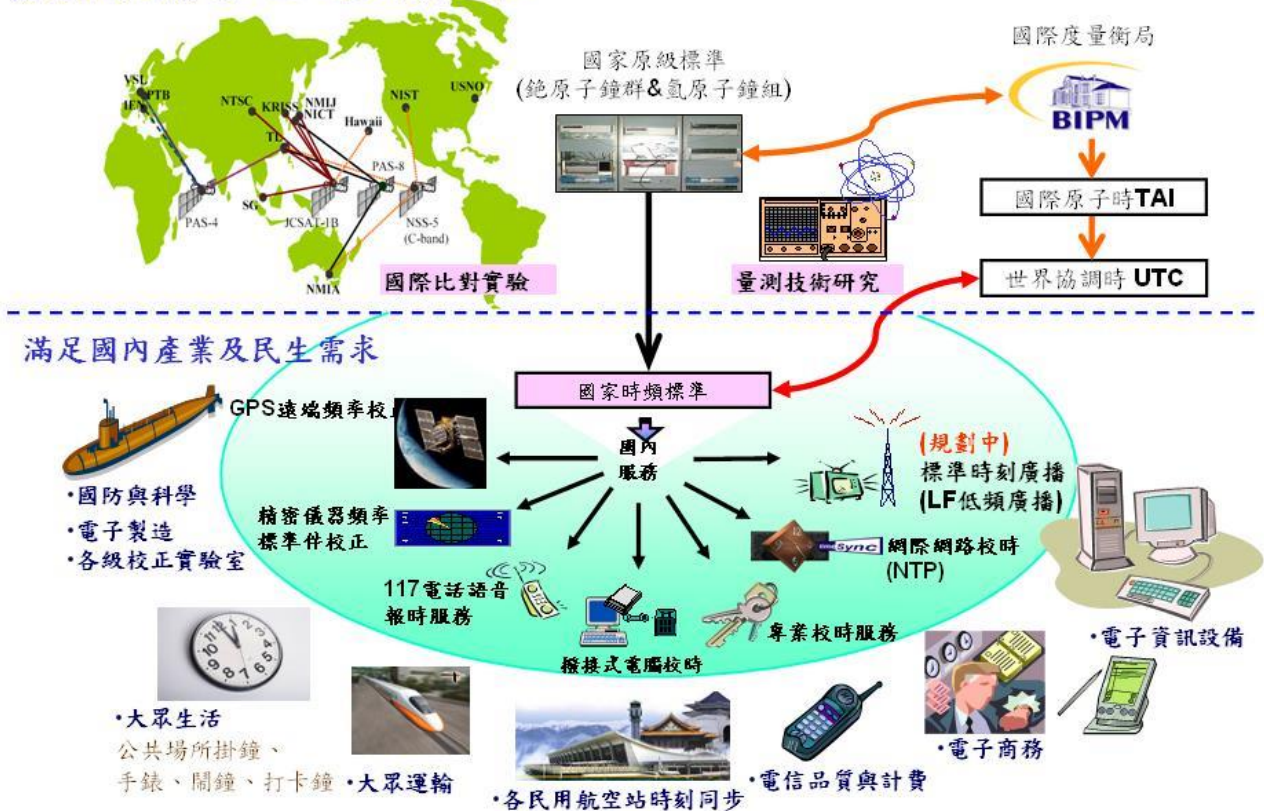 國際度量衡局
國家原級標準
(銫原子鐘群&氫原子鐘組)
BIPM
VSL
PTB
IEN
NTSC
KRISS
NMIJ
NICT
NIST
USNO
Hawaii
TL
PAS-8
SG
PAS-4
JCSAT-1B
NSS-5
(C-band)
NMIA
國際比對實驗
量測技術研究
國際原子時TAI
世界協調時 UTC
滿足國內產業及民生需求
國家時頻標準
GPS遠端頻率校正
國內
服務
(規劃中)
標準時刻廣播
(LF低頻廣播)
‧國防與科學
‧電子製造
‧各級校正實驗室
精密儀器頻率
標準件校正
sync
網際網路校時
(NTP)
117電話語音
報時服務
專業校時服務
撥接式電腦校時
‧電子資訊設備
‧大眾生活
公共場所掛鐘、
手錶、鬧鐘、打卡鐘
‧大眾運輸
‧各民用航空站時刻同步
‧電信品質與計費
‧電子商務